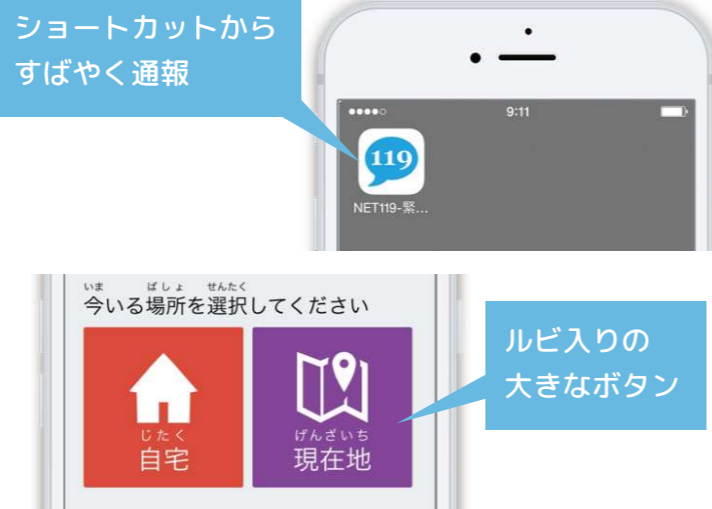 ショートカットから
すばやく通報
9:11
119
NET119-緊...
いま ばしょ せんたく
今いる場所を選択してください
じたく
自宅
げんざいち
現在地
ルビ入りの
大きなボタン